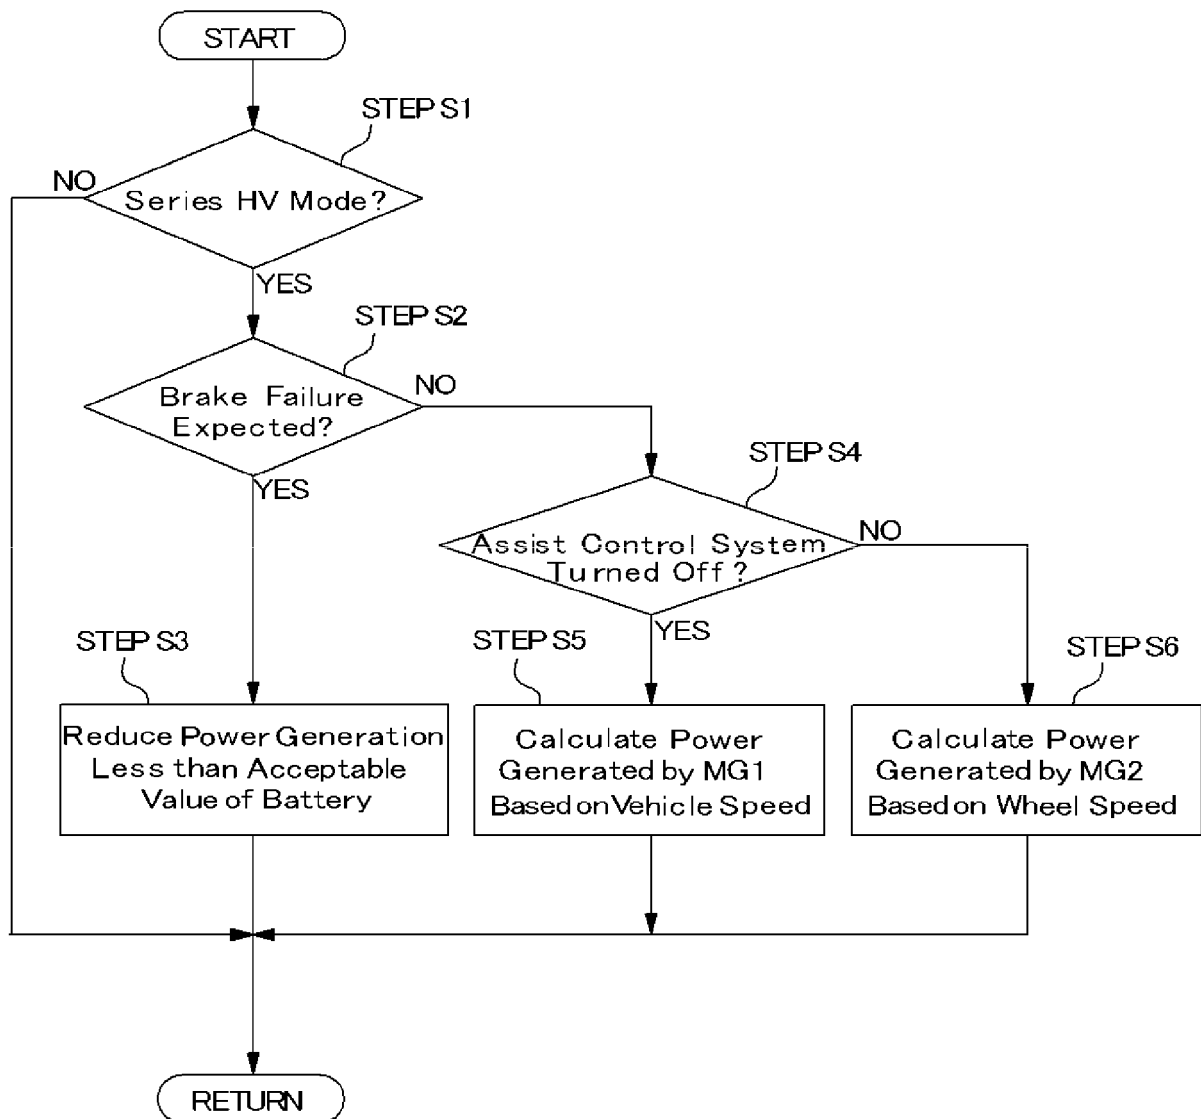 START
STEP S1
NO
Series HV Mode?
YES
STEP S2
Brake Failure
Expected?
NO
YES
STEP S4
Assist Control System
Turned Off?
NO
YES
STEP S3
Reduce Power Generation
Less than Acceptable
Value of Battery
STEP S5
Calculate Power
Generated by MG1
Based on Vehicle Speed
STEP S6
Calculate Power
Generated by MG2
Based on Wheel Speed
RETURN